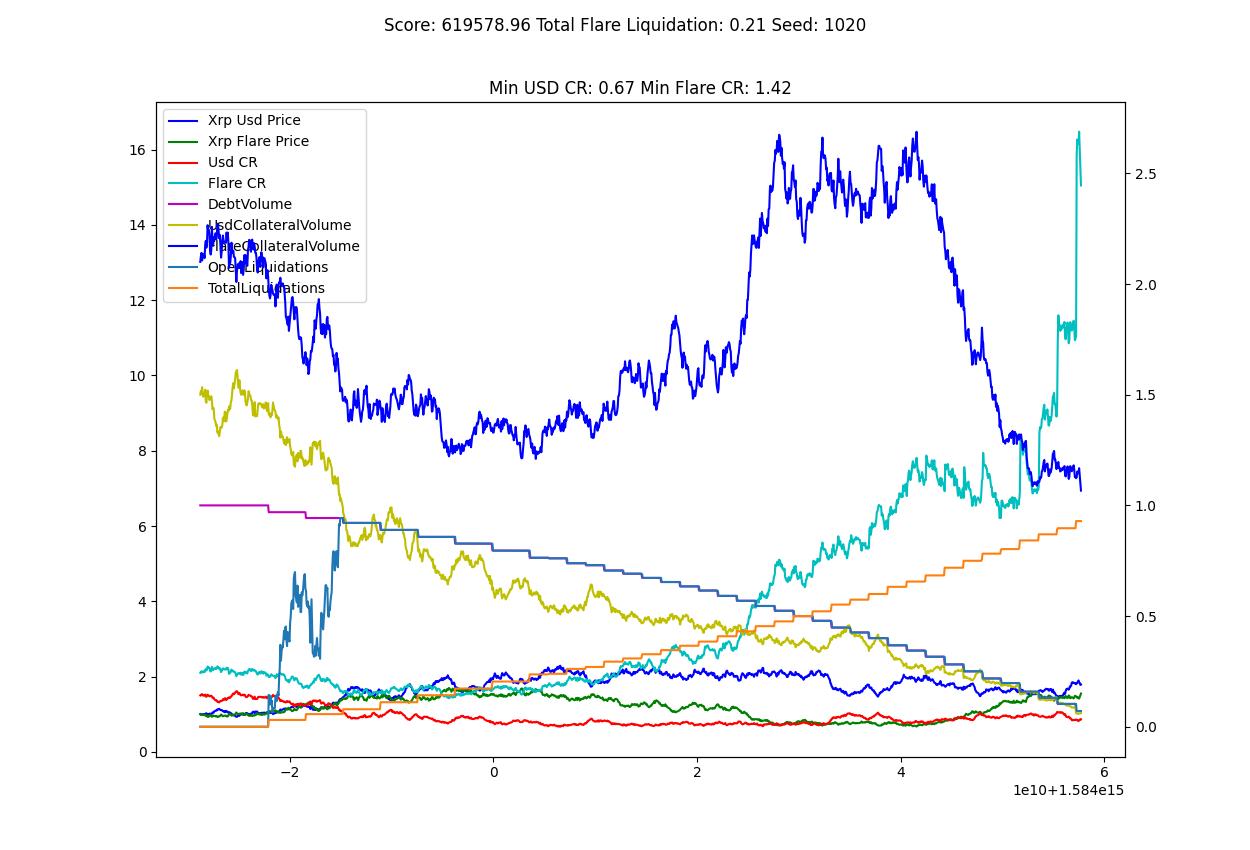 Score: 619578.96 Total Flare Liquidation: 0.21 Seed: 1020
Min USD CR: 0.67 Min Flare CR: 1.42
Xrp Usd Price
Xrp Flare Price
Usd CR
Flare CR
DebtVolume
UsdCollateralVolume
FlareCollateralVolume
OpenLiquidations
TotalLiquidations
16
14
12
10
8
6
4
2
0
2.5
2.0
1.5
1.0
0.5
0.0
−2
0
2
4
6
1e10+1.584e15